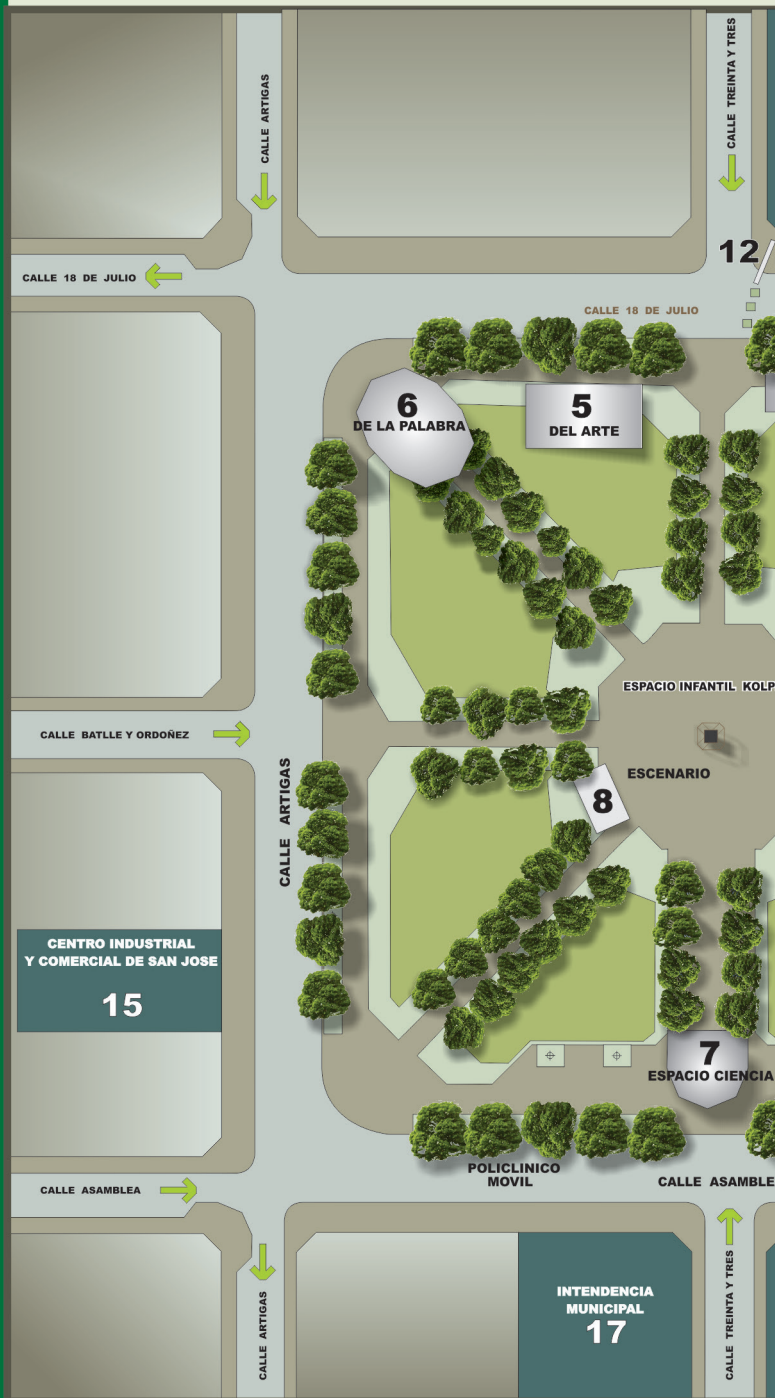 CALLE ARTIGAS
CALLE TREINTA Y TRES
12
CALLE 18 DE JULIO
CALLE 18 DE JULIO
6
DE LA PALABRA
5
DEL ARTE
ESPACIO INFANTIL KOLP
CALLE BATLLE Y ORDOÑEZ
CALLE ARTIGAS
ESCENARIO
8
CENTRO INDUSTRIAL
Y COMERCIAL DE SAN JOSE
15
7
ESPACIO CIENCIA
POLICLINICO
MOVIL
CALLE ASAMBLEA
CALLE ASAMBLE
CALLE ARTIGAS
INTENDENCIA
MUNICIPAL
17
CALLE TREINTA Y TRES